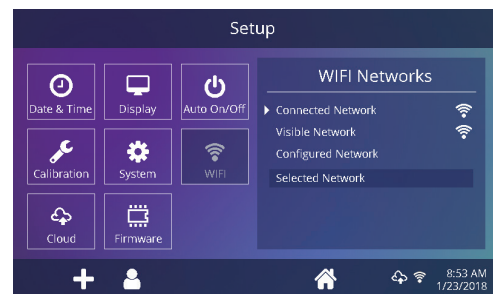 Setup
Date & Time
Display
Auto On/Off
Calibration
System
WIFI
Cloud
Firmware
WIFI Networks
Connected Network
Visible Network
Configured Network
Selected Network
8:53 AM
1/23/2018